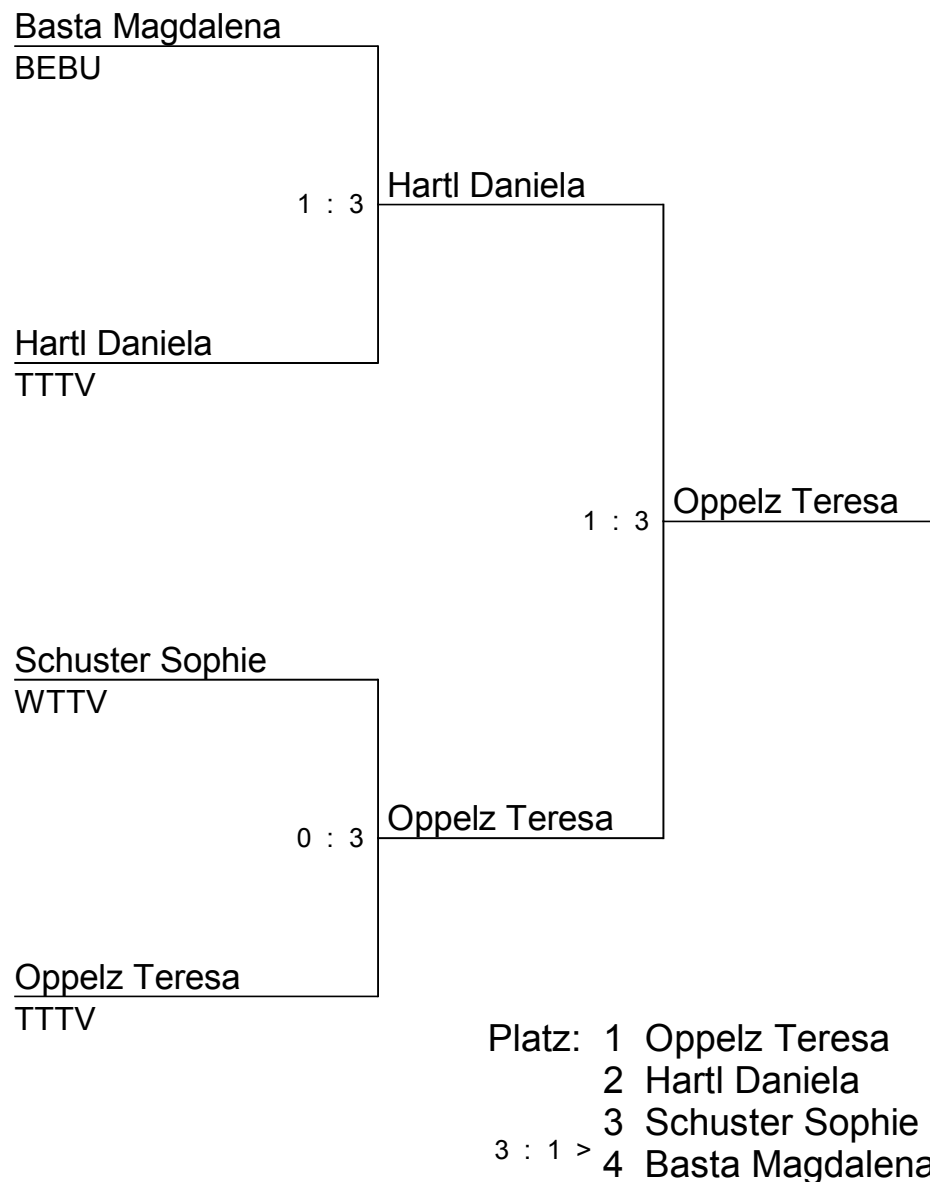 Basta Magdalena
BEBU
1 : 3
Hartl Daniela
Hartl Daniela
TTTV
1 : 3
Oppelz Teresa
Schuster Sophie
WTTV
0 : 3
Oppelz Teresa
Oppelz Teresa
TTTV
Platz: 1 Oppelz Teresa
2 Hartl Daniela
3 Schuster Sophie
3 : 1 >
4 Basta Magdalena